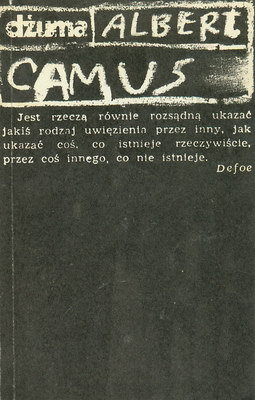 dżuma ALBERT
CAMUS
Jest rzeczą równie rozsądną ukazać
jakiś rodzaj uwięzienia przez inny, jak
ukazać coś, co istnieje rzeczywiście,
przez coś innego, co nie istnieje.
Defoe